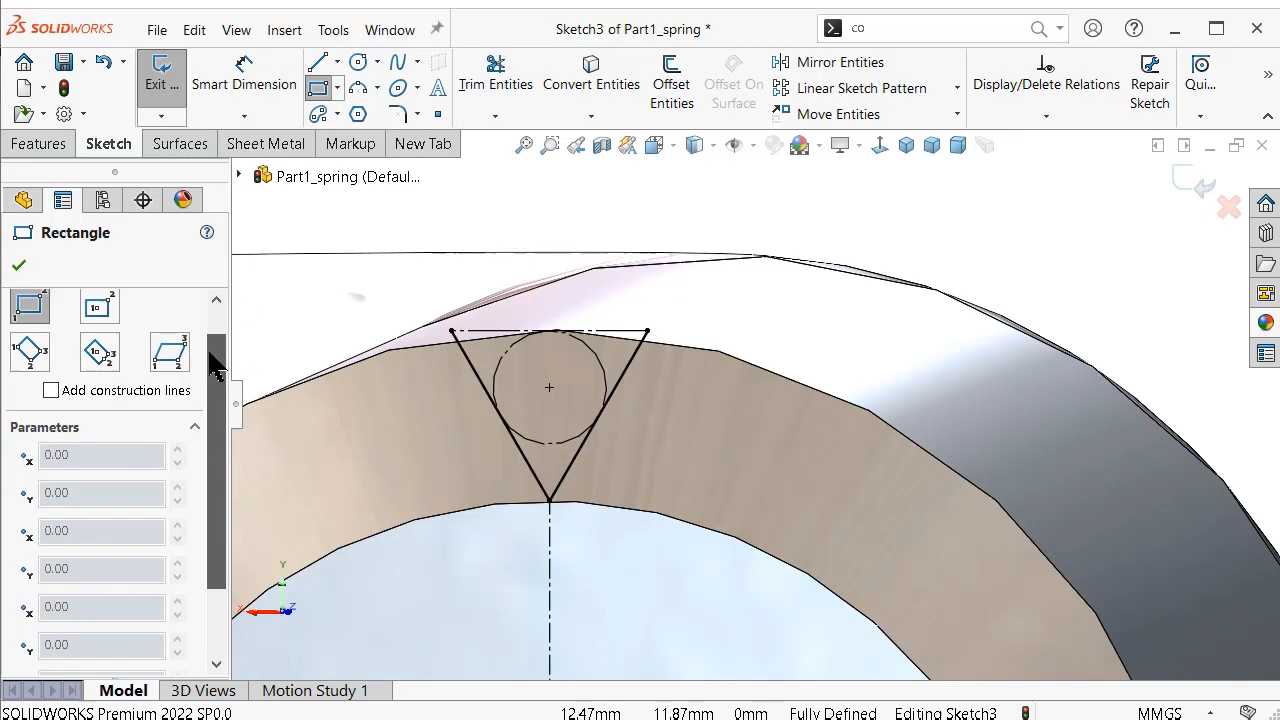 SOLIDWORKS File Edit View Insert Tools Window Sketch3 of Part1_spring * co
Exit ... Smart Dimension Trim Entities Convert Entities Offset Entities Offset On Surface Mirror Entities Linear Sketch Pattern Move Entities Display/Delete Relations Repair Sketch Qui...
Features Sketch Surfaces Sheet Metal Markup New Tab
Part1_spring (Defaul...
Rectangle
Add construction lines
Parameters
x 0.00
Y 0.00
x 0.00
Y 0.00
x 0.00
Y 0.00
Y
X Z
Model 3D Views Motion Study 1
SOLIDWORKS Premium 2022 SP0.0 12.47mm 11.87mm 0mm Fully Defined Editing Sketch3 MMGS